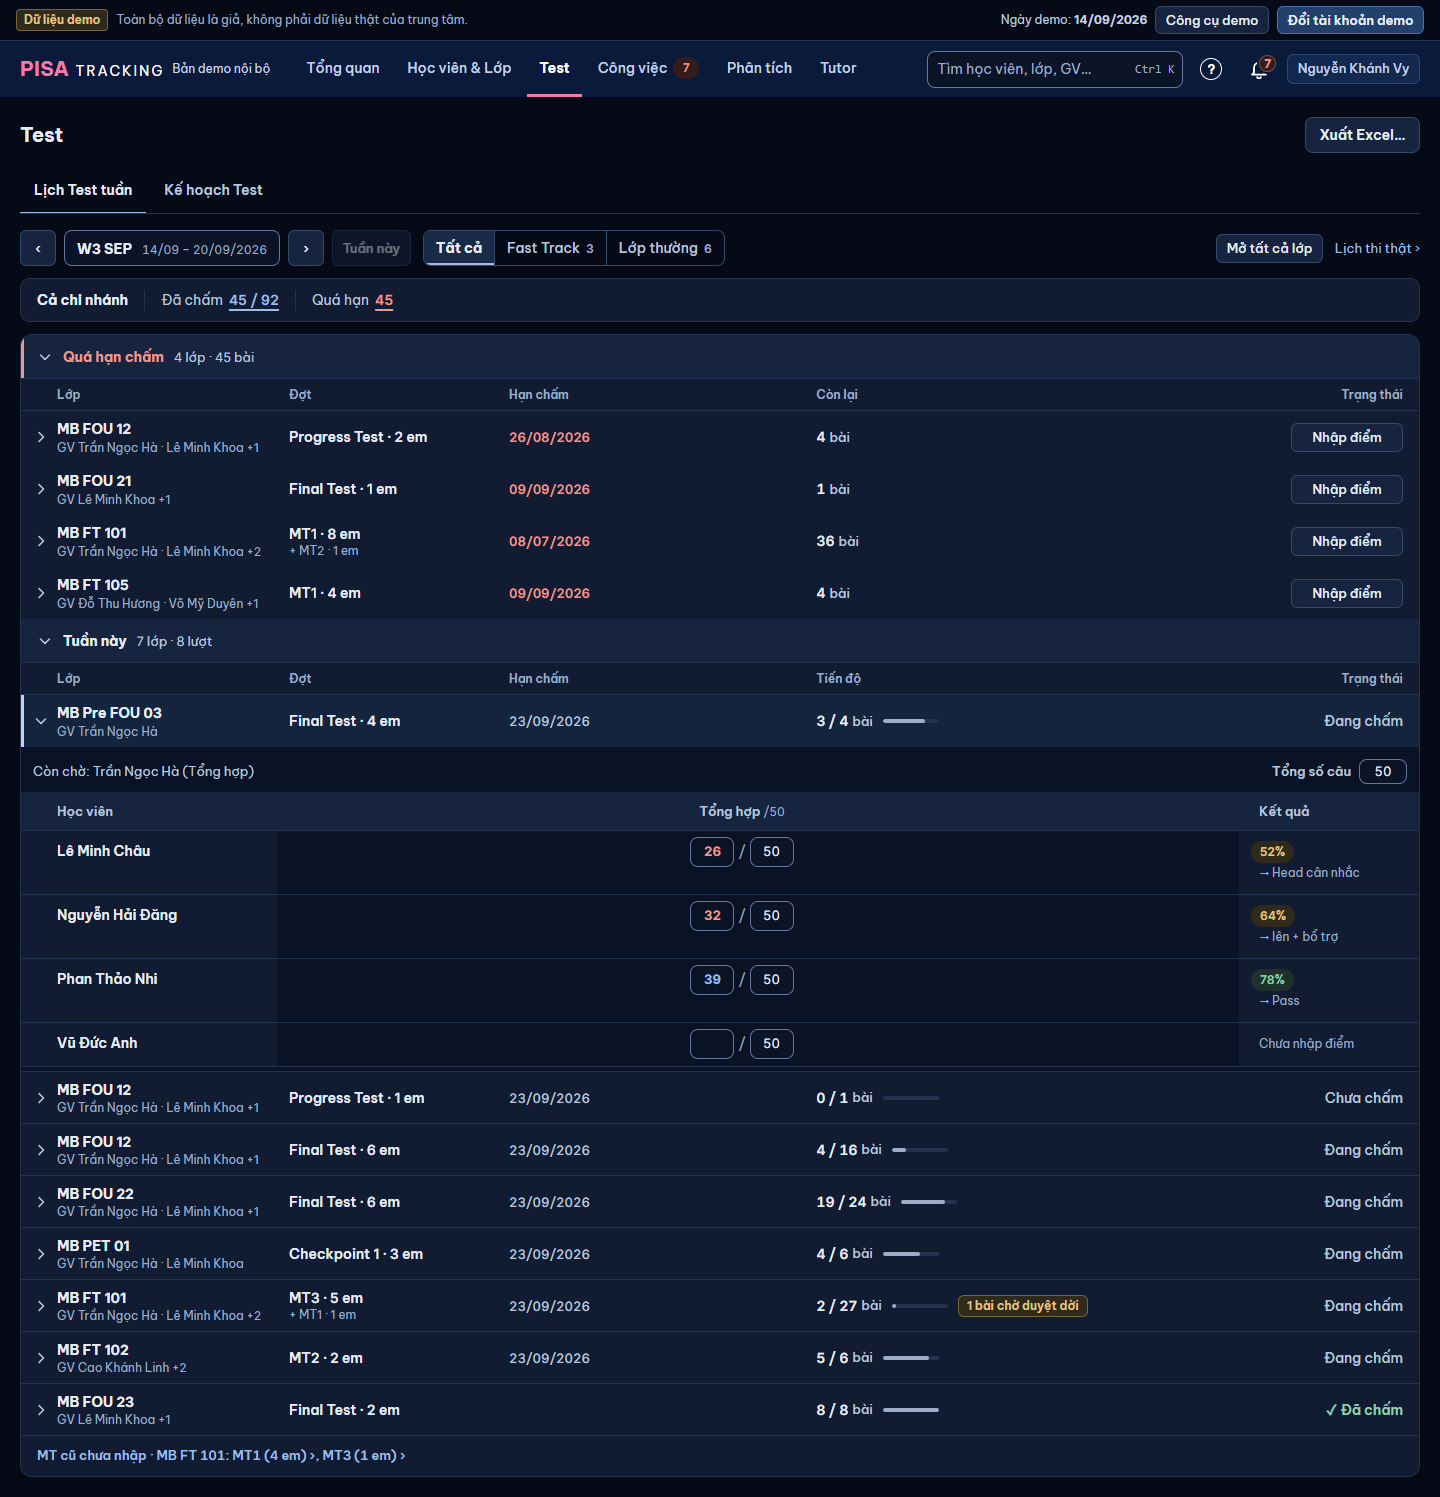 Dữ liệu demo Toàn bộ dữ liệu là giả, không phải dữ liệu thật của trung tâm. Ngày demo: 14/09/2026 Công cụ demo Đổi tài khoản demo
PISA TRACKING Bản demo nội bộ Tổng quan Học viên & Lớp Test Công việc 7 Phân tích Tutor Tìm học viên, lớp, GV... Ctrl K ? 7 Nguyễn Khánh Vy
Test Xuất Excel...
Lịch Test tuần Kế hoạch Test
‹ W3 SEP 14/09 – 20/09/2026 › Tuần này Tất cả Fast Track 3 Lớp thường 6 Mở tất cả lớp Lịch thi thật ›
Cả chi nhánh Đã chấm 45 / 92 Quá hạn 45
Quá hạn chấm 4 lớp · 45 bài
Lớp Đợt Hạn chấm Còn lại Trạng thái
MB FOU 12 Progress Test · 2 em 26/08/2026 4 bài Nhập điểm
GV Trần Ngọc Hà · Lê Minh Khoa +1
MB FOU 21 Final Test · 1 em 09/09/2026 1 bài Nhập điểm
GV Lê Minh Khoa +1
MB FT 101 MT1 · 8 em 08/07/2026 36 bài Nhập điểm
GV Trần Ngọc Hà · Lê Minh Khoa +2 + MT2 · 1 em
MB FT 105 MT1 · 4 em 09/09/2026 4 bài Nhập điểm
GV Đỗ Thu Hương · Võ Mỹ Duyên +1
Tuần này 7 lớp · 8 lượt
Lớp Đợt Hạn chấm Tiến độ Trạng thái
MB Pre FOU 03 Final Test · 4 em 23/09/2026 3 / 4 bài Đang chấm
GV Trần Ngọc Hà
Còn chờ: Trần Ngọc Hà (Tổng hợp) Tổng số câu 50
Học viên Tổng hợp /50 Kết quả
Lê Minh Châu 26 / 50 52%
→ Head cân nhắc
Nguyễn Hải Đăng 32 / 50 64%
→ lên + bổ trợ
Phan Thảo Nhi 39 / 50 78%
→ Pass
Vũ Đức Anh / 50 Chưa nhập điểm
MB FOU 12 Progress Test · 1 em 23/09/2026 0 / 1 bài Chưa chấm
GV Trần Ngọc Hà · Lê Minh Khoa +1
MB FOU 12 Final Test · 6 em 23/09/2026 4 / 16 bài Đang chấm
GV Trần Ngọc Hà · Lê Minh Khoa +1
MB FOU 22 Final Test · 6 em 23/09/2026 19 / 24 bài Đang chấm
GV Trần Ngọc Hà · Lê Minh Khoa +1
MB PET 01 Checkpoint 1 · 3 em 23/09/2026 4 / 6 bài Đang chấm
GV Trần Ngọc Hà · Lê Minh Khoa
MB FT 101 MT3 · 5 em 23/09/2026 2 / 27 bài 1 bài chờ duyệt dời Đang chấm
GV Trần Ngọc Hà · Lê Minh Khoa +2 + MT1 · 1 em
MB FT 102 MT2 · 2 em 23/09/2026 5 / 6 bài Đang chấm
GV Cao Khánh Linh +2
MB FOU 23 Final Test · 2 em 8 / 8 bài ✓ Đã chấm
GV Lê Minh Khoa +1
MT cũ chưa nhập · MB FT 101: MT1 (4 em) ›, MT3 (1 em) ›